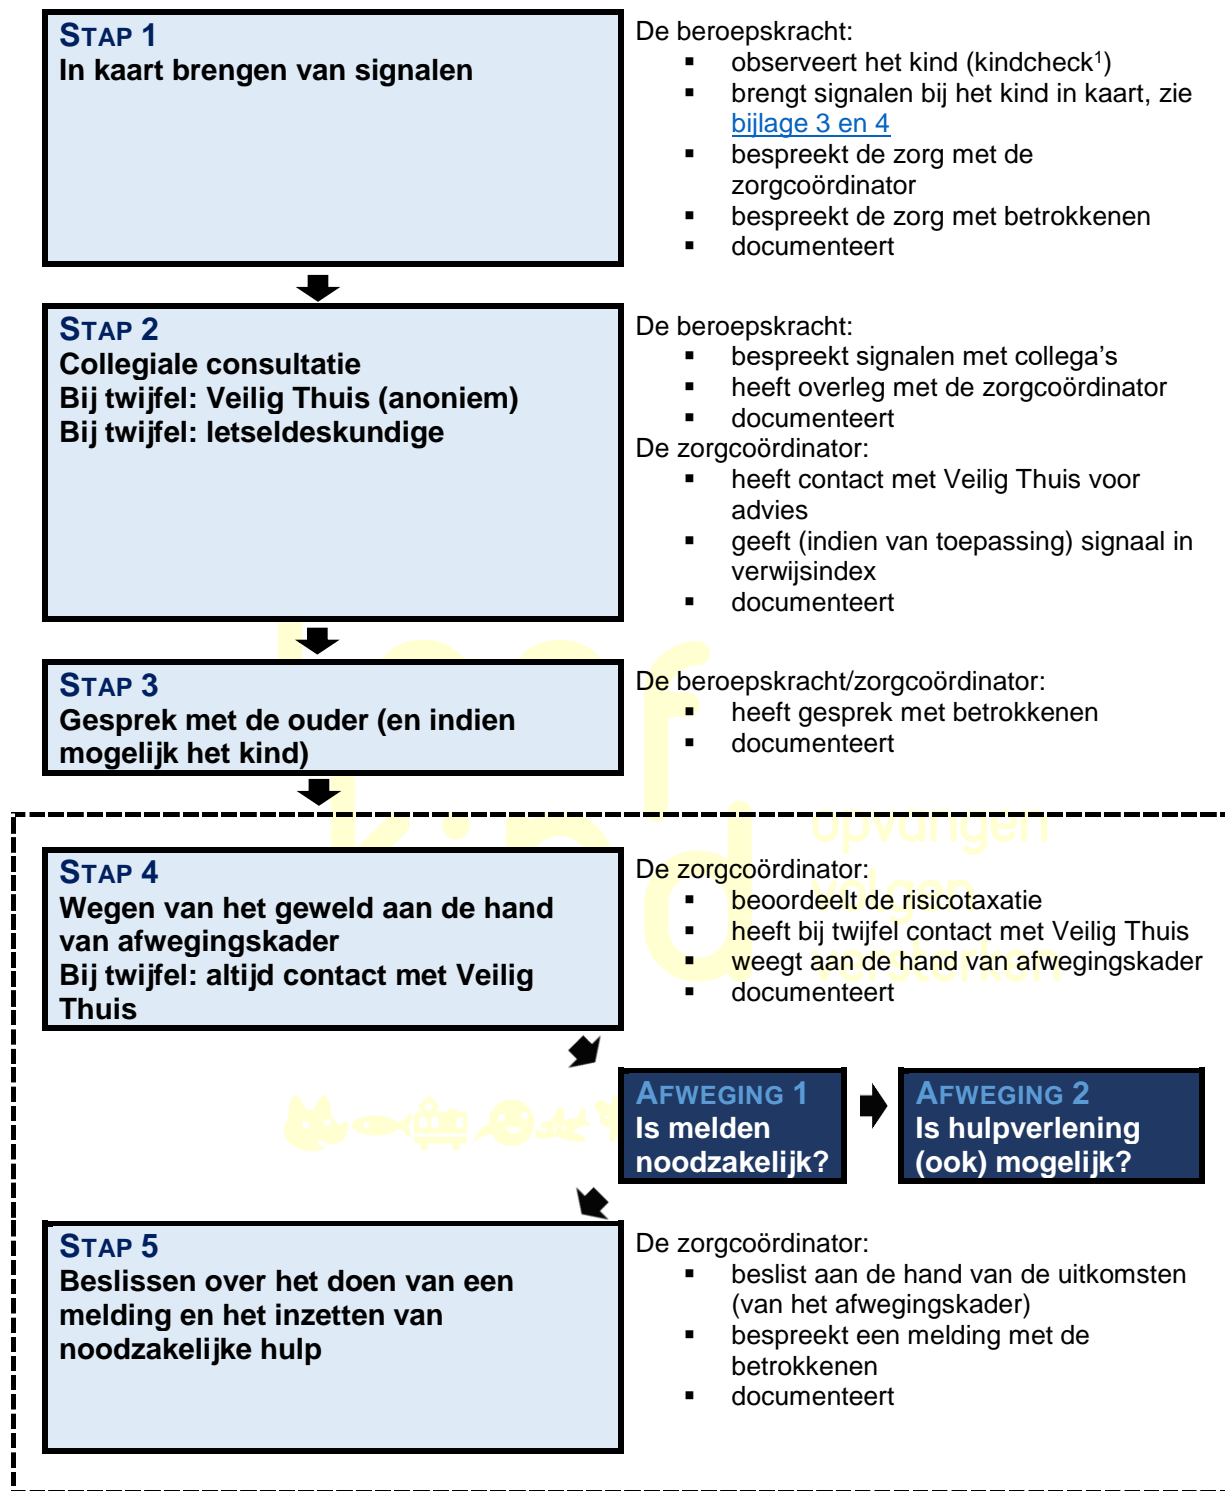 STAP 1
In kaart brengen van signalen
De beroepskracht:
▪ observeert het kind (kindcheck¹)
▪ brengt signalen bij het kind in kaart, zie
bijlage 3 en 4
▪ bespreekt de zorg met de
zorgcoördinator
▪ bespreekt de zorg met betrokkenen
▪ documenteert
STAP 2
Collegiale consultatie
Bij twijfel: Veilig Thuis (anoniem)
Bij twijfel: letseldeskundige
De beroepskracht:
▪ bespreekt signalen met collega's
▪ heeft overleg met de zorgcoördinator
▪ documenteert
De zorgcoördinator:
▪ heeft contact met Veilig Thuis voor
advies
▪ geeft (indien van toepassing) signaal in
verwijsindex
▪ documenteert
STAP 3
Gesprek met de ouder (en indien
mogelijk het kind)
De beroepskracht/zorgcoördinator:
▪ heeft gesprek met betrokkenen
▪ documenteert
opvangen
volgen
versterken
STAP 4
Wegen van het geweld aan de hand
van afwegingskader
Bij twijfel: altijd contact met Veilig
Thuis
De zorgcoördinator:
▪ beoordeelt de risicotaxatie
▪ heeft bij twijfel contact met Veilig Thuis
▪ weegt aan de hand van afwegingskader
▪ documenteert
AFWEGING 1
Is melden
noodzakelijk?
AFWEGING 2
Is hulpverlening
(ook) mogelijk?
STAP 5
Beslissen over het doen van een
melding en het inzetten van
noodzakelijke hulp
De zorgcoördinator:
▪ beslist aan de hand van de uitkomsten
(van het afwegingskader)
▪ bespreekt een melding met de
betrokkenen
▪ documenteert